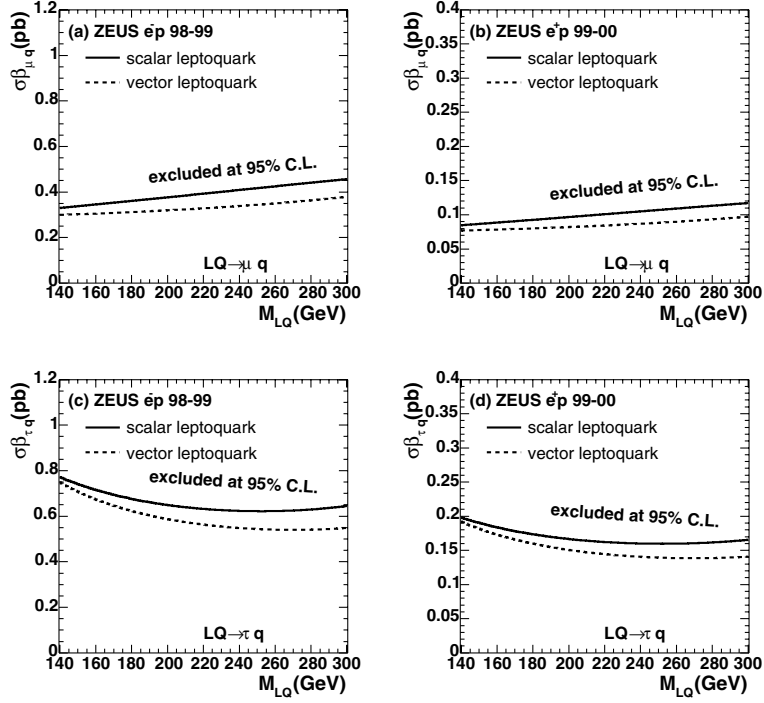 σβμ q(pb)
1.2
1
0.8
0.6
0.4
0.2
0
(a) ZEUS e-p 98-99
scalar leptoquark
vector leptoquark
excluded at 95% C.L.
LQ→μ q
140 160 180 200 220 240 260 280 300
MLQ(GeV)
σβμ q(pb)
0.4
0.35
0.3
0.25
0.2
0.15
0.1
0.05
0
(b) ZEUS e+p 99-00
scalar leptoquark
vector leptoquark
excluded at 95% C.L.
LQ→μ q
140 160 180 200 220 240 260 280 300
MLQ(GeV)
σβτ q(pb)
1.2
1
0.8
0.6
0.4
0.2
0
(c) ZEUS e-p 98-99
scalar leptoquark
vector leptoquark
excluded at 95% C.L.
LQ→τ q
140 160 180 200 220 240 260 280 300
MLQ(GeV)
σβτ q(pb)
0.4
0.35
0.3
0.25
0.2
0.15
0.1
0.05
0
(d) ZEUS e+p 99-00
scalar leptoquark
vector leptoquark
excluded at 95% C.L.
LQ→τ q
140 160 180 200 220 240 260 280 300
MLQ(GeV)